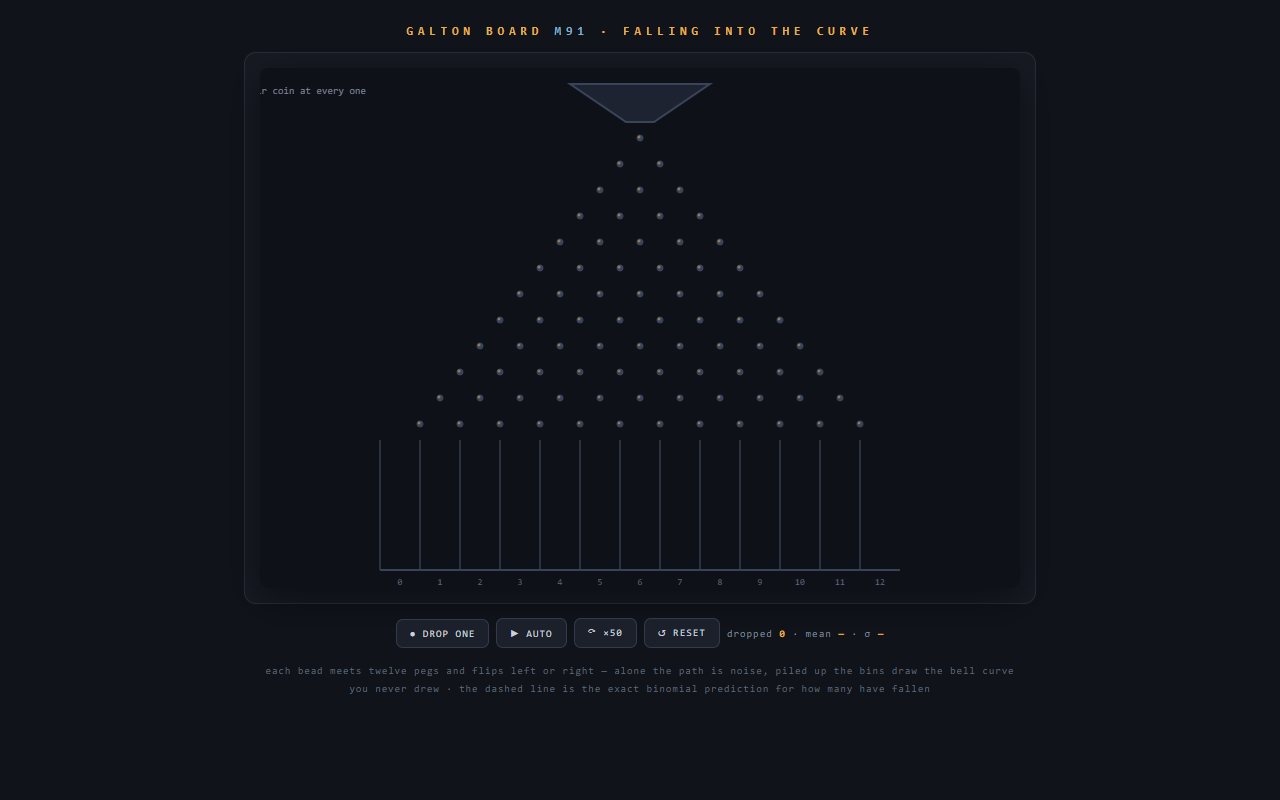 GALTON BOARD M91 · FALLING INTO THE CURVE
r coin at every one
0 1 2 3 4 5 6 7 8 9 10 11 12
● DROP ONE ▶ AUTO ↷ ×50 ↺ RESET dropped 0 · mean – · σ –
each bead meets twelve pegs and flips left or right — alone the path is noise, piled up the bins draw the bell curve
you never drew · the dashed line is the exact binomial prediction for how many have fallen